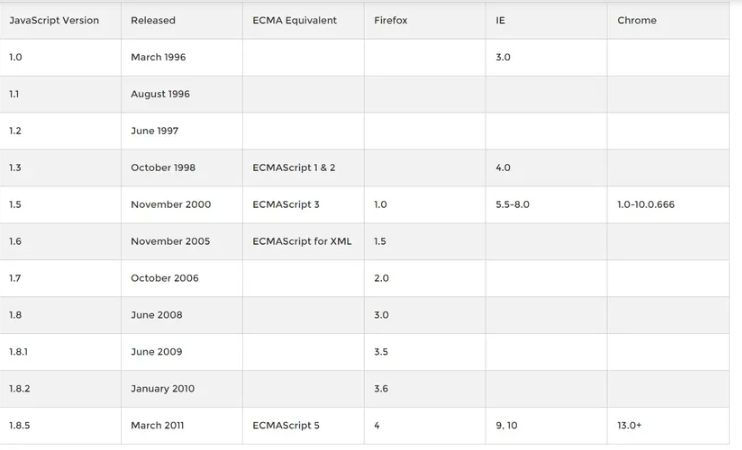 JavaScript Version Released ECMA Equivalent Firefox IE Chrome
1.0 March 1996 3.0
1.1 August 1996
1.2 June 1997
1.3 October 1998 ECMAScript 1 & 2 4.0
1.5 November 2000 ECMAScript 3 1.0 5.5-8.0 1.0-10.0.666
1.6 November 2005 ECMAScript for XML 1.5
1.7 October 2006 2.0
1.8 June 2008 3.0
1.8.1 June 2009 3.5
1.8.2 January 2010 3.6
1.8.5 March 2011 ECMAScript 5 4 9, 10 13.0+